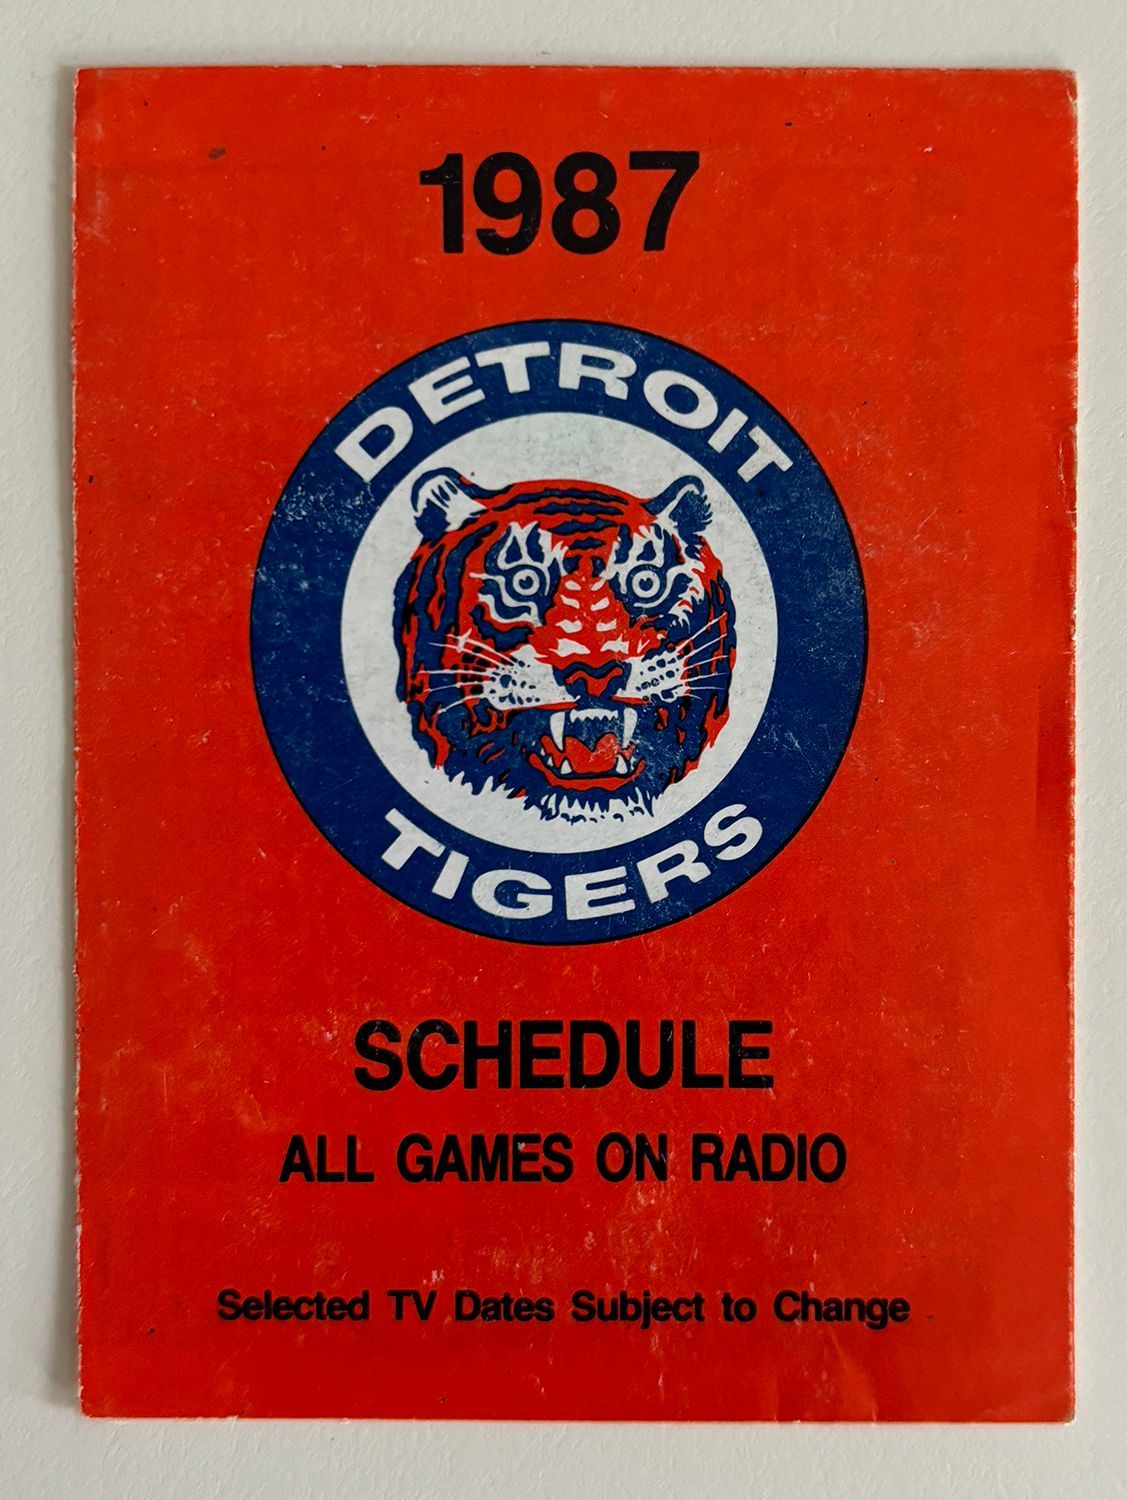 1987
DETROIT
TIGERS
SCHEDULE
ALL GAMES ON RADIO
Selected TV Dates Subject to Change